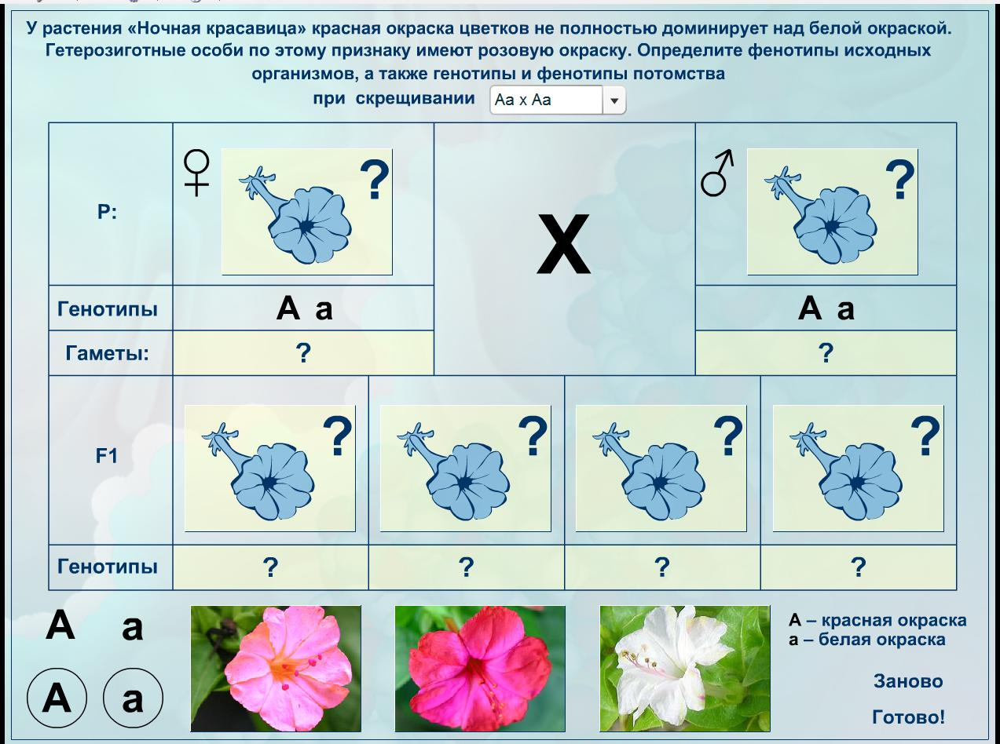 У растения «Ночная красавица» красная окраска цветков не полностью доминирует над белой окраской.
Гетерозиготные особи по этому признаку имеют розовую окраску. Определите фенотипы исходных
организмов, а также генотипы и фенотипы потомства
при скрещивании Аа х Аа
Р:
♀ ?
X
♂ ?
Генотипы А а А а
Гаметы: ? ?
F1 ? ? ? ?
Генотипы ? ? ? ?
А а
А а
А – красная окраска
а – белая окраска
Заново
Готово!